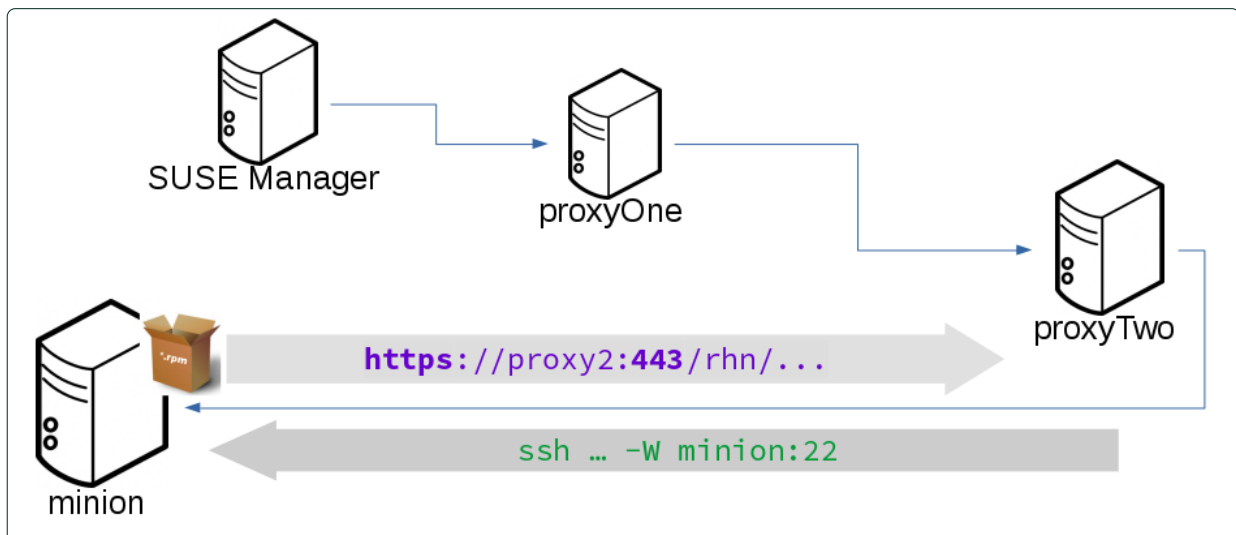 SUSE Manager
proxyOne
proxyTwo
*.rpm
https://proxy2:443/rhn/...
ssh … -W minion:22
minion